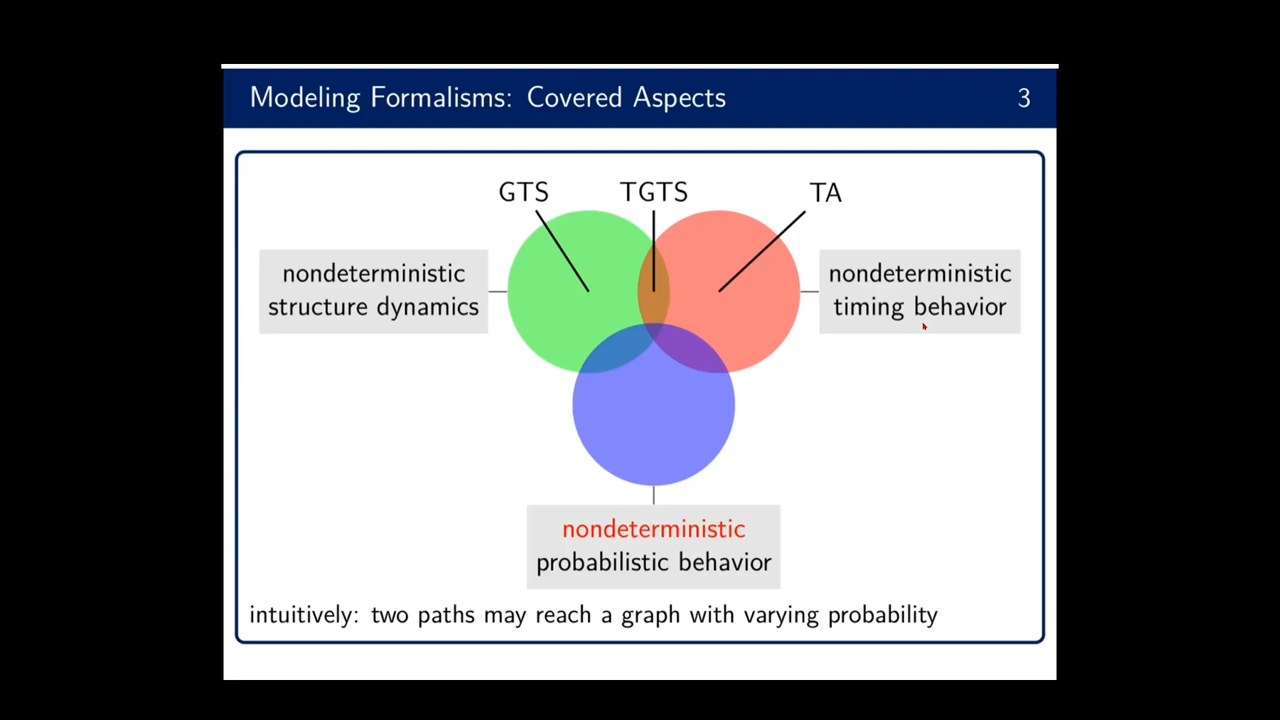 Modeling Formalisms: Covered Aspects 3
GTS TGTS TA
nondeterministic
structure dynamics
nondeterministic
timing behavior
nondeterministic
probabilistic behavior
intuitively: two paths may reach a graph with varying probability